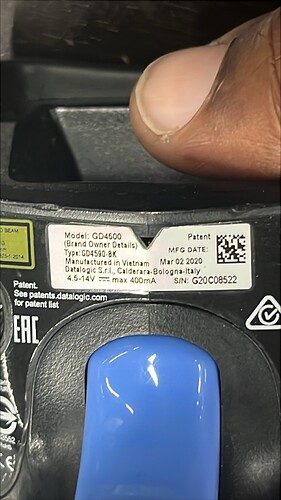 Model: GD4500
(Brand Owner Details)
Type: GD4590-BK
Manufactured in Vietnam
Datalogic S.r.l., Calderara-Bologna-Italy
4.5-14V ⎓ max 400mA
Patent
MFG DATE:
Mar 02 2020
S/N: G20C08522
Patent.
See patents.datalogic.com
for patent list
EAC